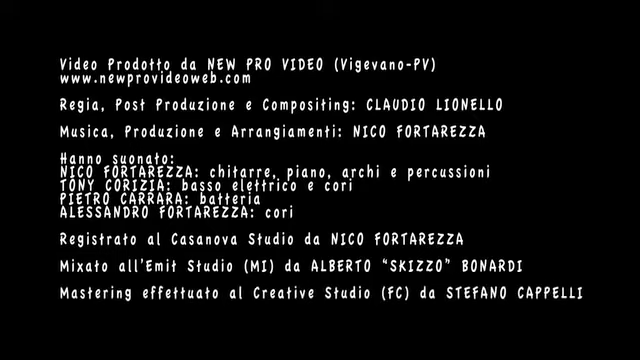 Video Prodotto da NEW PRO VIDEO (Vigevano-PV)
www.newprovideoweb.com
Regia, Post Produzione e Compositing: CLAUDIO LIONELLO
Musica, Produzione e Arrangiamenti: NICO FORTAREZZA
Hanno suonato:
NICO FORTAREZZA: chitarre, piano, archi e percussioni
TONY CORIZIA: basso elettrico e cori
PIETRO CARRARA: batteria
ALESSANDRO FORTAREZZA: cori
Registrato al Casanova Studio da NICO FORTAREZZA
Mixato all'Emit Studio (MI) da ALBERTO "SKIZZO" BONARDI
Mastering effettuato al Creative Studio (FC) da STEFANO CAPPELLI